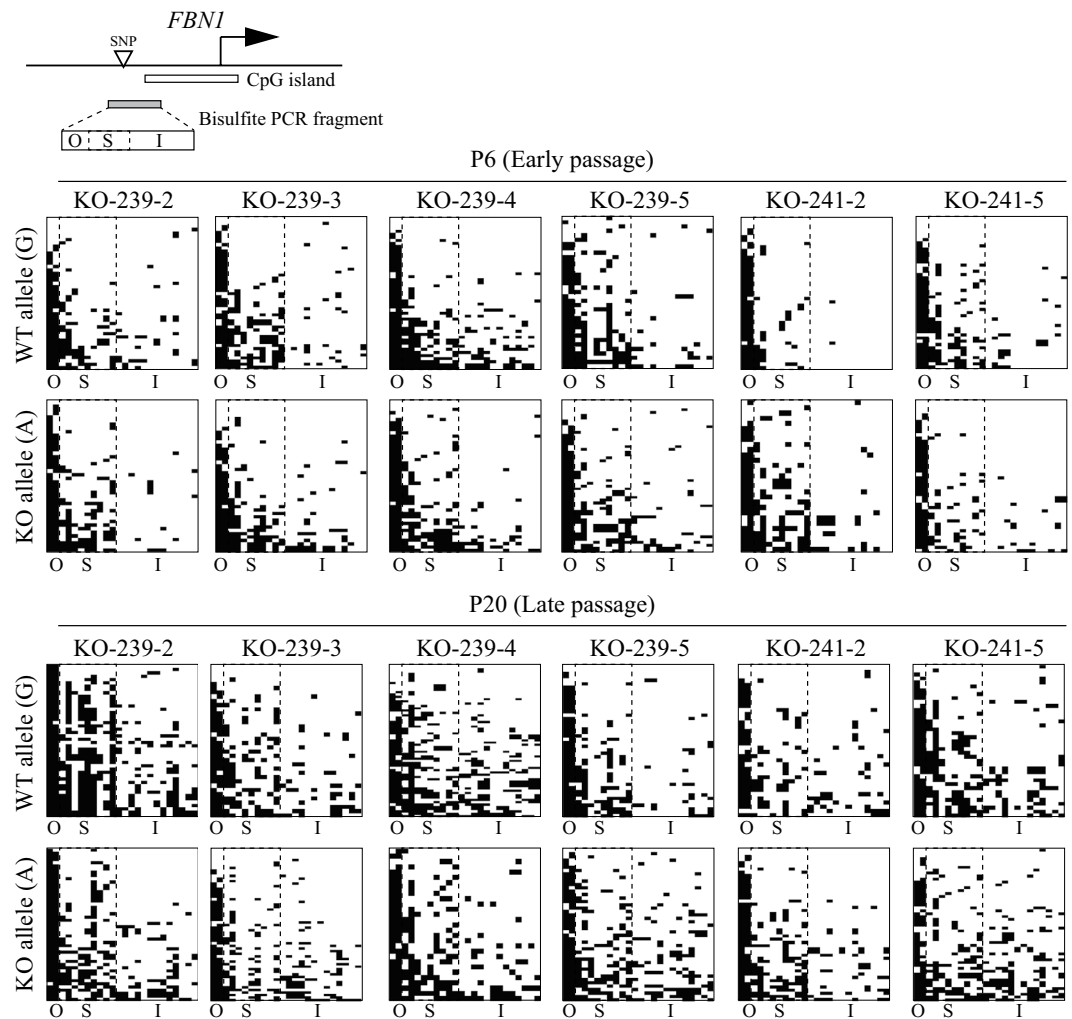 FBN1
SNP
CpG island
Bisulfite PCR fragment
O S I
P6 (Early passage)
KO-239-2 KO-239-3 KO-239-4 KO-239-5 KO-241-2 KO-241-5
WT allele (G)
O S I O S I O S I O S I O S I O S I
KO allele (A)
O S I O S I O S I O S I O S I O S I
P20 (Late passage)
KO-239-2 KO-239-3 KO-239-4 KO-239-5 KO-241-2 KO-241-5
WT allele (G)
O S I O S I O S I O S I O S I O S I
KO allele (A)
O S I O S I O S I O S I O S I O S I